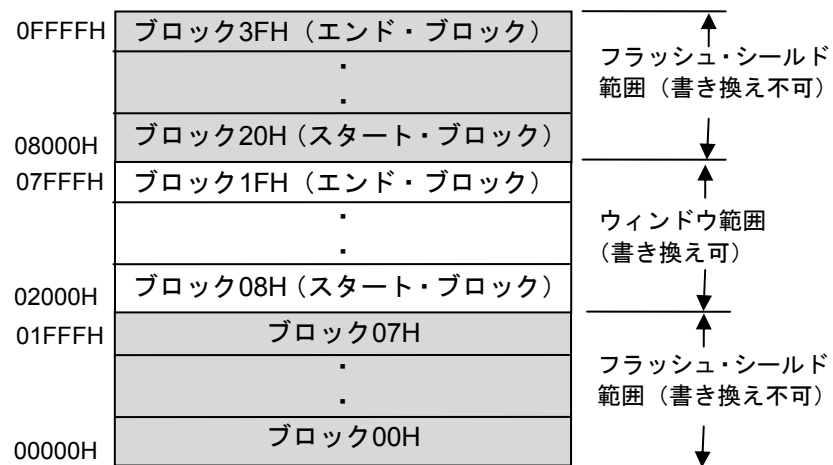 0FFFFH ブロック3FH（エンド・ブロック）
・
・
フラッシュ・シールド
範囲（書き換え不可）
08000H ブロック20H（スタート・ブロック）
07FFFH ブロック1FH（エンド・ブロック）
・
・
ウィンドウ範囲
（書き換え可）
02000H ブロック08H（スタート・ブロック）
01FFFH ブロック07H
・
・
フラッシュ・シールド
範囲（書き換え不可）
00000H ブロック00H